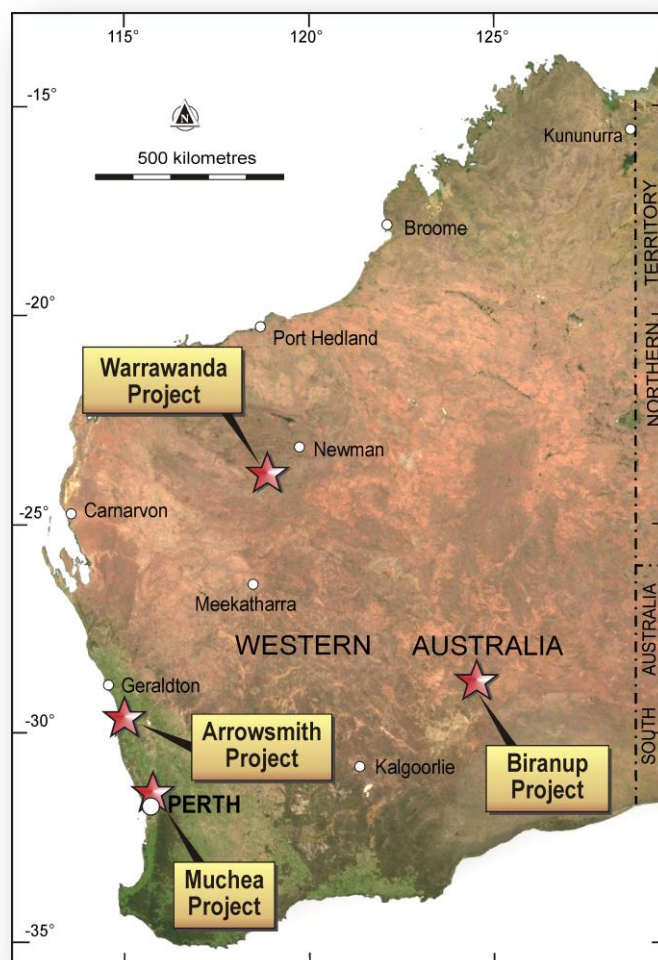 115°
120°
125°
-15°
N
500 kilometres
Kununurra
Broome
NORTHERN TERRITORY
-20°
Port Hedland
Warrawanda
Project
Newman
-25°
Carnarvon
Meekatharra
WESTERN AUSTRALIA
SOUTH AUSTRALIA
Geraldton
-30°
Arrowsmith
Project
Kalgoorlie
Biranup
Project
PERTH
Muchea
Project
-35°